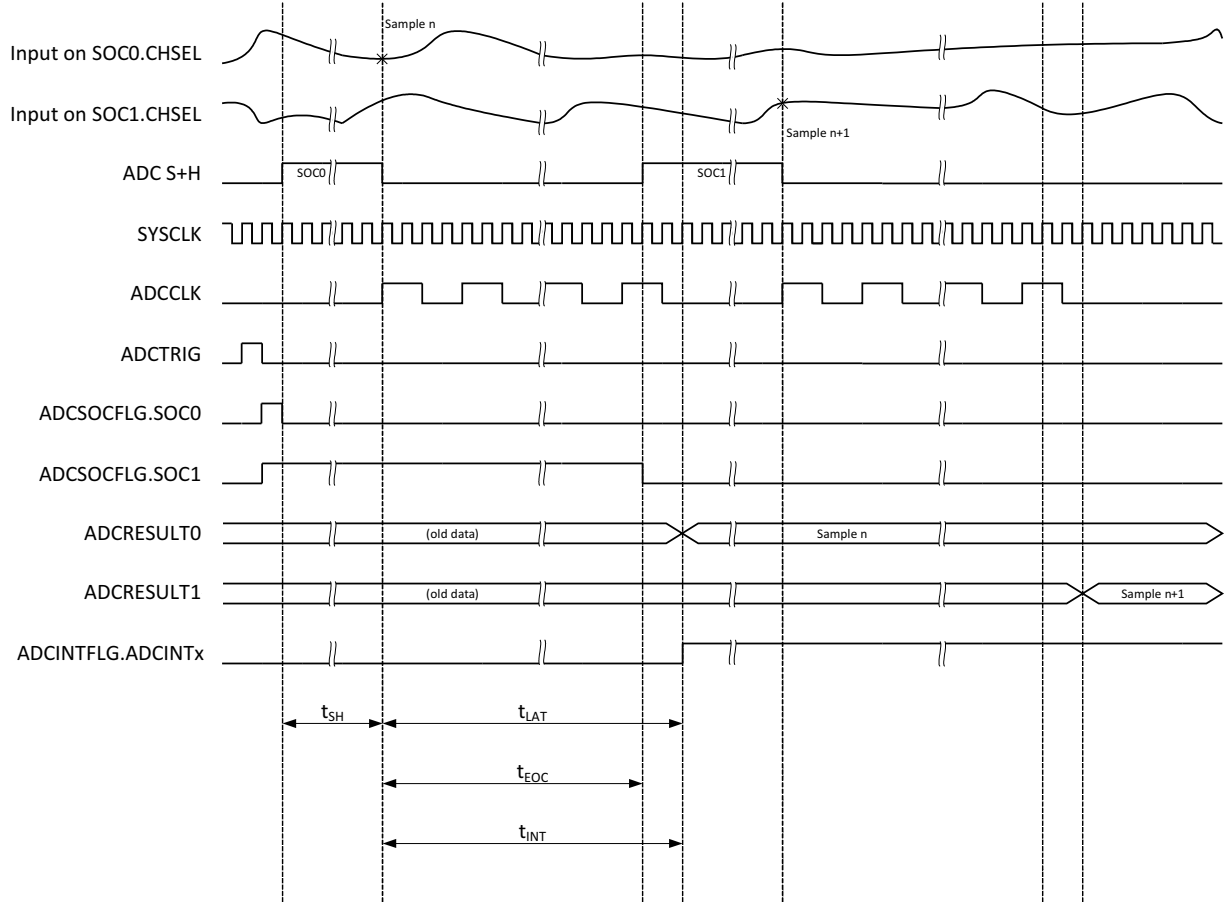 Sample n
Input on SOC0.CHSEL
Input on SOC1.CHSEL
Sample n+1
ADC S+H
SOC0
SOC1
SYSCLK
ADCCLK
ADCTRIG
ADCSOCFLG.SOC0
ADCSOCFLG.SOC1
ADCRESULT0
(old data)
Sample n
ADCRESULT1
(old data)
Sample n+1
ADCINTFLG.ADCINTx
tSH
tLAT
tEOC
tINT